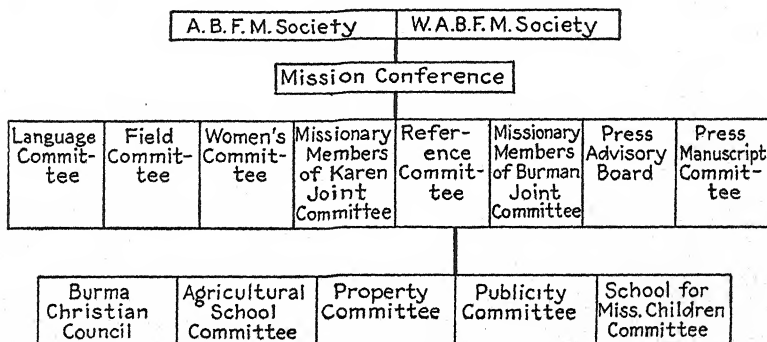 A.B.F.M. Society W.A.B.F.M. Society
Mission Conference
Language
Commit-
tee
Field
Commit-
tee
Women's
Commit-
tee
Missionary
Members
of Karen
Joint
Committee
Refer-
ence
Commit-
tee
Missionary
Members
of Burman
Joint
Committee
Press
Advisory
Board
Press
Manuscript
Commit-
tee
Burma
Christian
Council
Agricultural
School
Committee
Property
Committee
Publicity
Committee
School for
Miss. Children
Committee